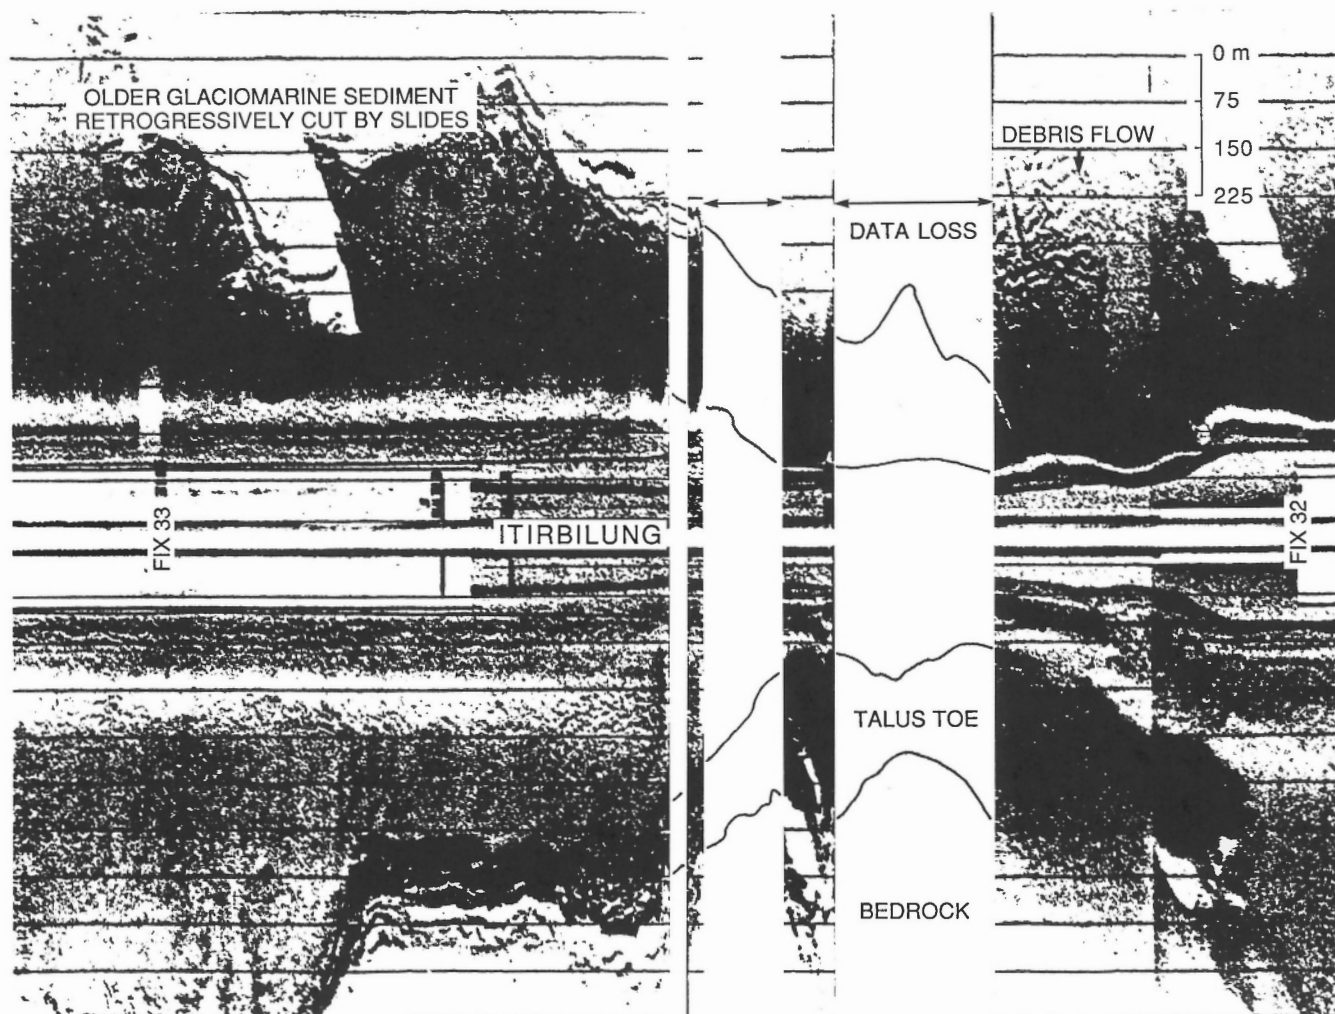 OLDER GLACIOMARINE SEDIMENT
RETROGRESSIVELY CUT BY SLIDES
0 m
75
DEBRIS FLOW
150
225
DATA LOSS
FIX 33
ITIRBILUNG
FIX 32
TALUS TOE
BEDROCK